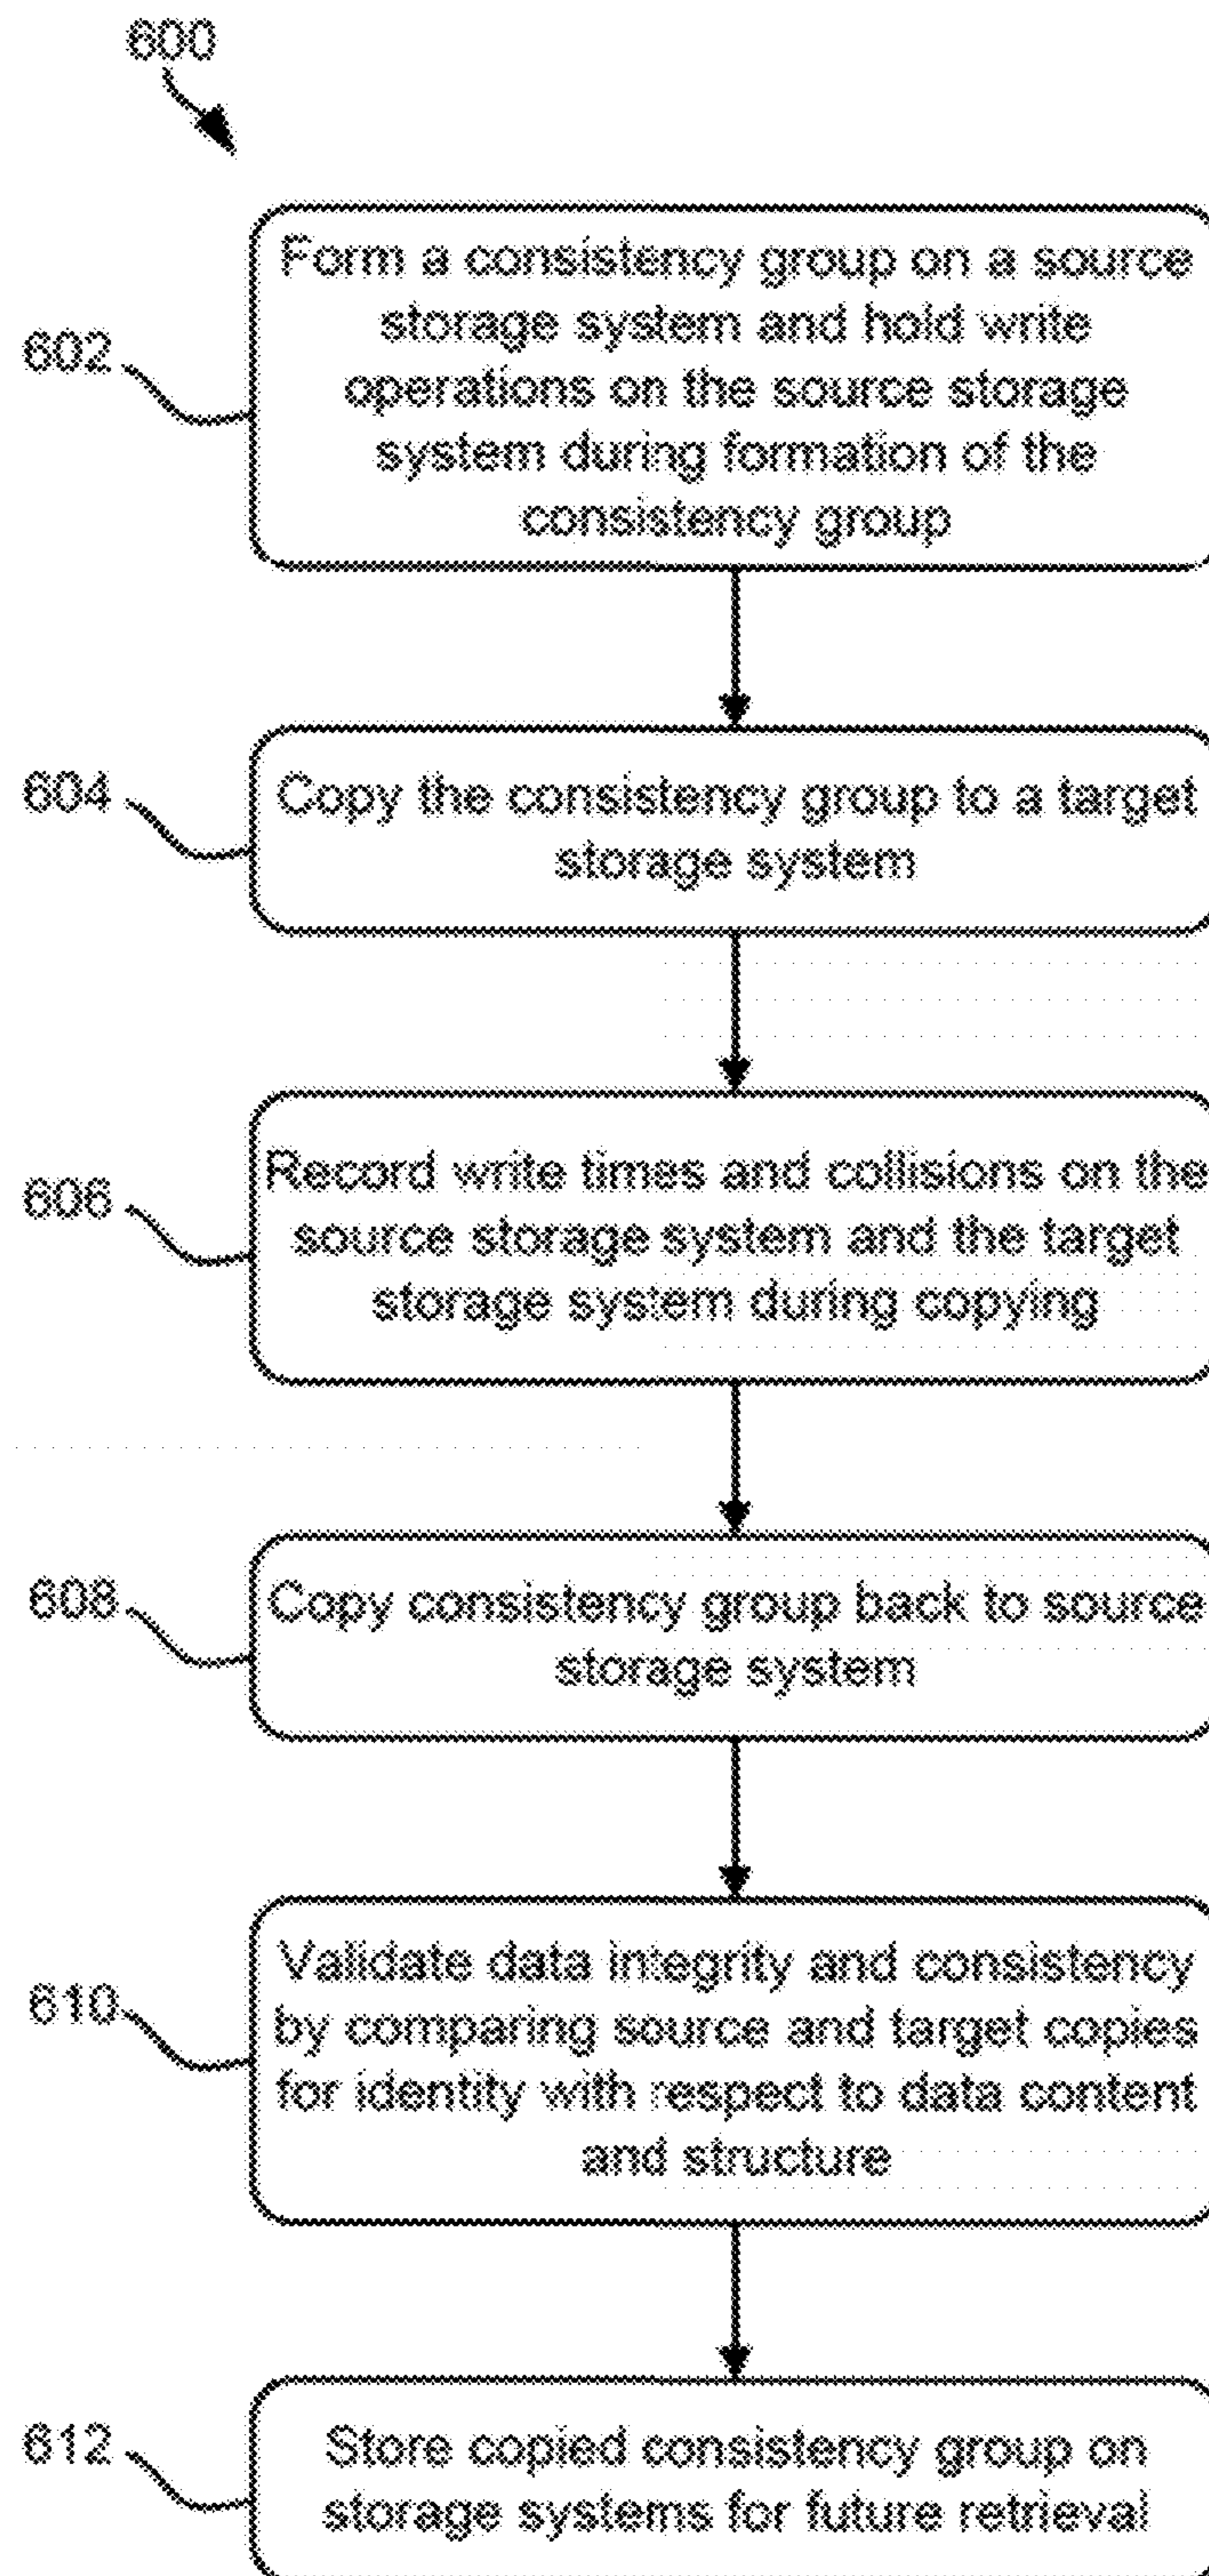 600
Form a consistency group on a source
storage system and hold write
operations on the source storage
system during formation of the
consistency group
602
Copy the consistency group to a target
storage system
604
Record write times and collisions on the
source storage system and the target
storage system during copying
606
Copy consistency group back to source
storage system
608
Validate data integrity and consistency
by comparing source and target copies
for identity with respect to data content
and structure
610
Store copied consistency group on
storage systems for future retrieval
612